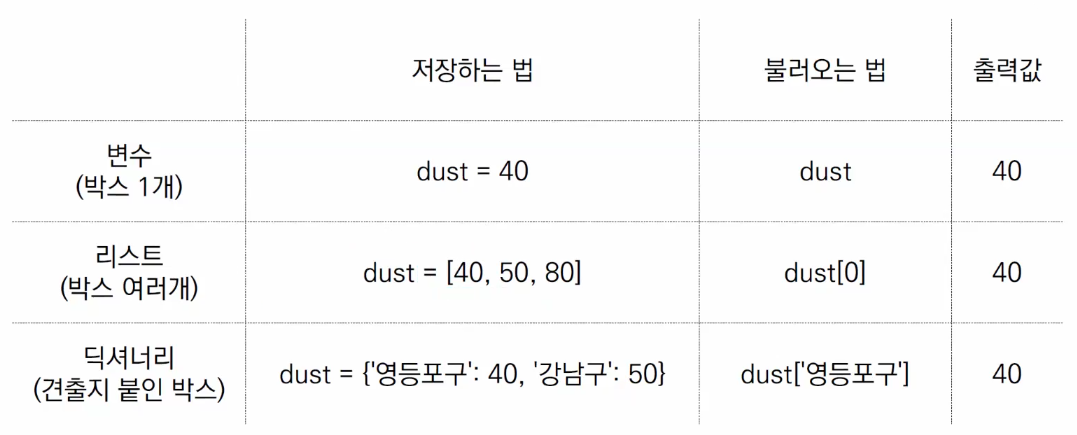 저장하는 법 불러오는 법 출력값
변수
(박스 1개)
dust = 40 dust 40
리스트
(박스 여러개)
dust = [40, 50, 80] dust[0] 40
딕셔너리
(견출지 붙인 박스)
dust = {'영등포구': 40, '강남구': 50} dust['영등포구'] 40